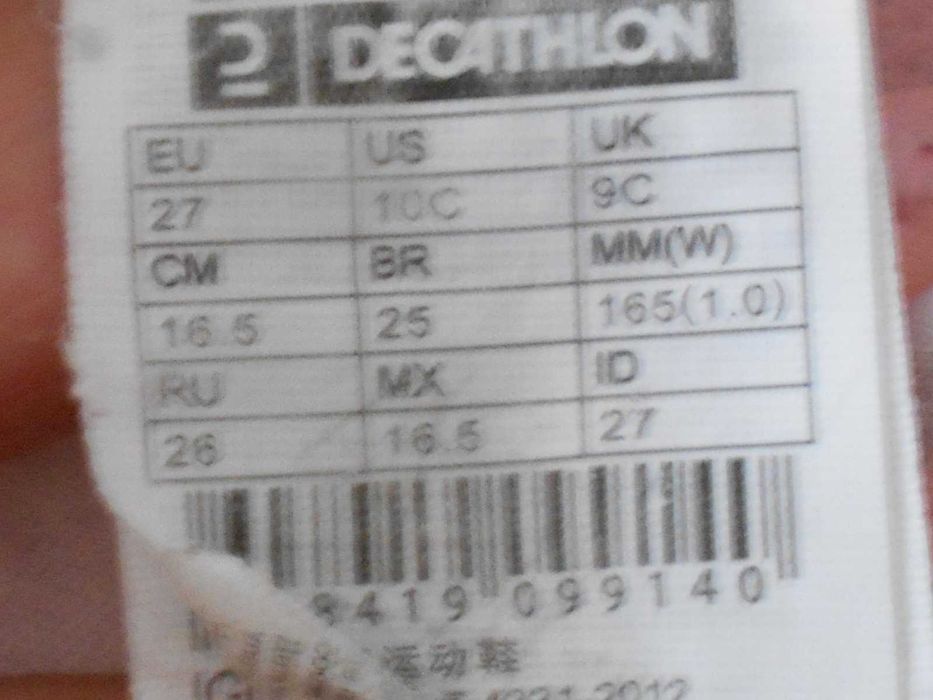 DECATHLON
EU US UK
27 10C 9C
CM BR MM(W)
16.5 25 165(1.0)
RU MX ID
26 16.5 27
8419 099140
运动鞋